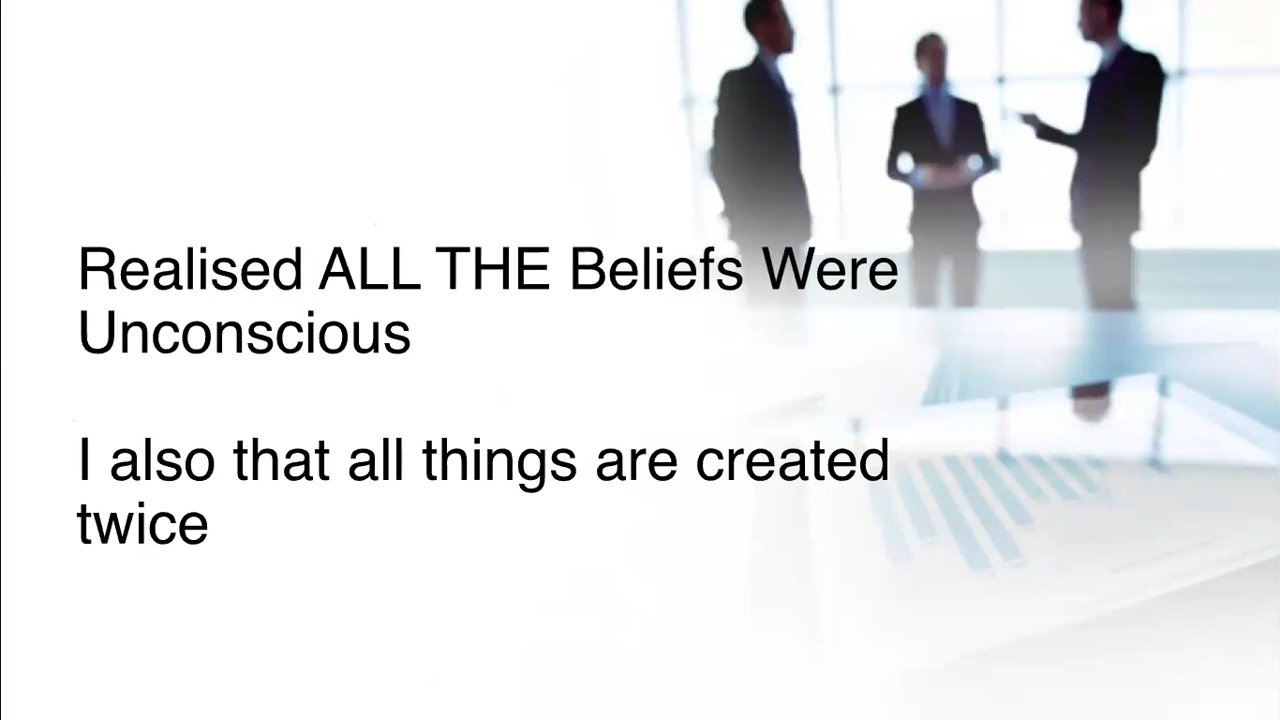 Realised ALL THE Beliefs Were
Unconscious
I also that all things are created
twice